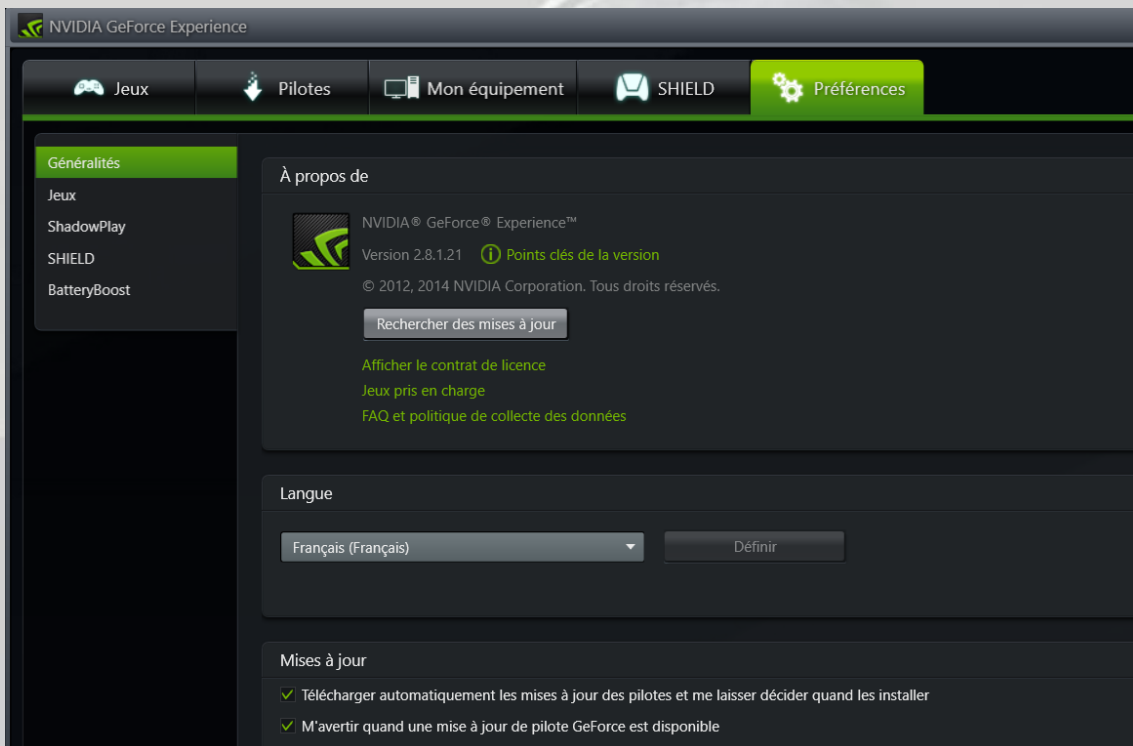 NVIDIA GeForce Experience
Jeux
Pilotes
Mon équipement
SHIELD
Préférences
Généralités
Jeux
ShadowPlay
SHIELD
BatteryBoost
À propos de
NVIDIA® GeForce® Experience™
Version 2.8.1.21 Points clés de la version
© 2012, 2014 NVIDIA Corporation. Tous droits réservés.
Rechercher des mises à jour
Afficher le contrat de licence
Jeux pris en charge
FAQ et politique de collecte des données
Langue
Français (Français)
Définir
Mises à jour
Télécharger automatiquement les mises à jour des pilotes et me laisser décider quand les installer
M'avertir quand une mise à jour de pilote GeForce est disponible